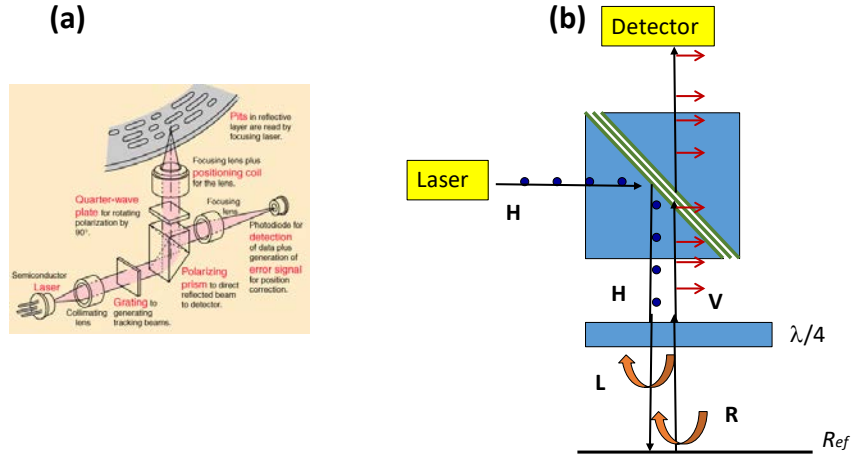 (a)
Pits in reflective
layer are read by
focusing laser.
Focusing lens plus
positioning coil
for the lens.
Quarter-wave
plate for rotating
polarization by
90°.
Focusing
lens
Photodiode for
detection
of data plus
generation of
error signal
for position
correction.
Semiconductor
Laser
Collimating
lens
Grating to
generating
tracking beams.
Polarizing
prism to direct
reflected beam
to detector.
(b)
Detector
Laser
H
H
V
λ/4
L
R
Ref